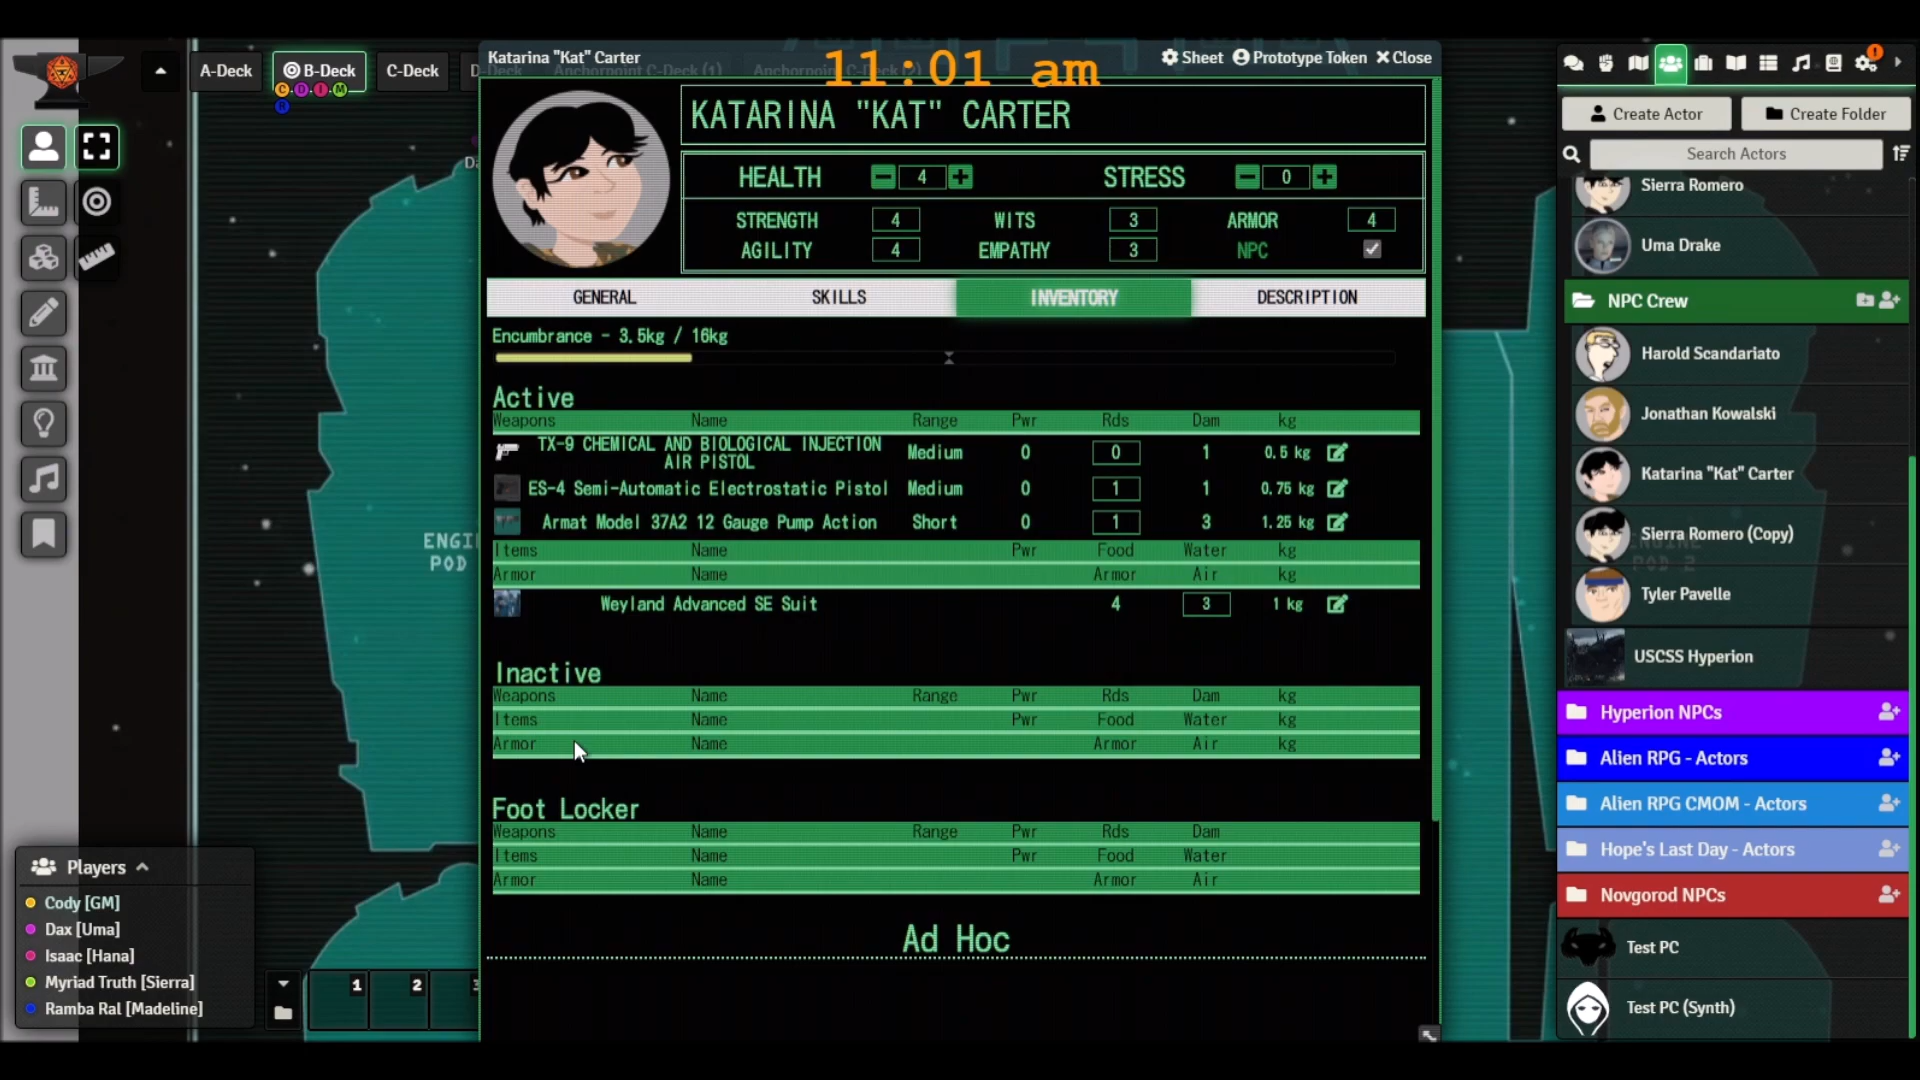 Katarina "Kat" Carter
11:01 am
Sheet Prototype Token Close
A-Deck B-Deck C-Deck
C D I M
R
KATARINA "KAT" CARTER
HEALTH 4 STRESS 0
STRENGTH 4 WITS 3 ARMOR 4
AGILITY 4 EMPATHY 3 NPC
GENERAL SKILLS INVENTORY DESCRIPTION
Encumbrance - 3.5kg / 16kg
Active
Weapons Name Range Pwr Rds Dam kg
TX-9 CHEMICAL AND BIOLOGICAL INJECTION
AIR PISTOL Medium 0 0 1 0.5 kg
ES-4 Semi-Automatic Electrostatic Pistol Medium 0 1 1 0.75 kg
Armat Model 37A2 12 Gauge Pump Action Short 0 1 3 1.25 kg
Items Name Pwr Food Water kg
Armor Name Armor Air kg
Weyland Advanced SE Suit 4 3 1 kg
Inactive
Weapons Name Range Pwr Rds Dam kg
Items Name Pwr Food Water kg
Armor Name Armor Air kg
Foot Locker
Weapons Name Range Pwr Rds Dam
Items Name Pwr Food Water
Armor Name Armor Air
Ad Hoc
ENGI
POD
Players
Cody [GM]
Dax [Uma]
Isaac [Hana]
Myriad Truth [Sierra]
Ramba Ral [Madeline]
1 2 3
Create Actor Create Folder
Search Actors
Sierra Romero
Uma Drake
NPC Crew
Harold Scandariato
Jonathan Kowalski
Katarina "Kat" Carter
Sierra Romero (Copy)
POD 2
Tyler Pavelle
USCSS Hyperion
Hyperion NPCs
Alien RPG - Actors
Alien RPG CMOM - Actors
Hope's Last Day - Actors
Novgorod NPCs
Test PC
Test PC (Synth)